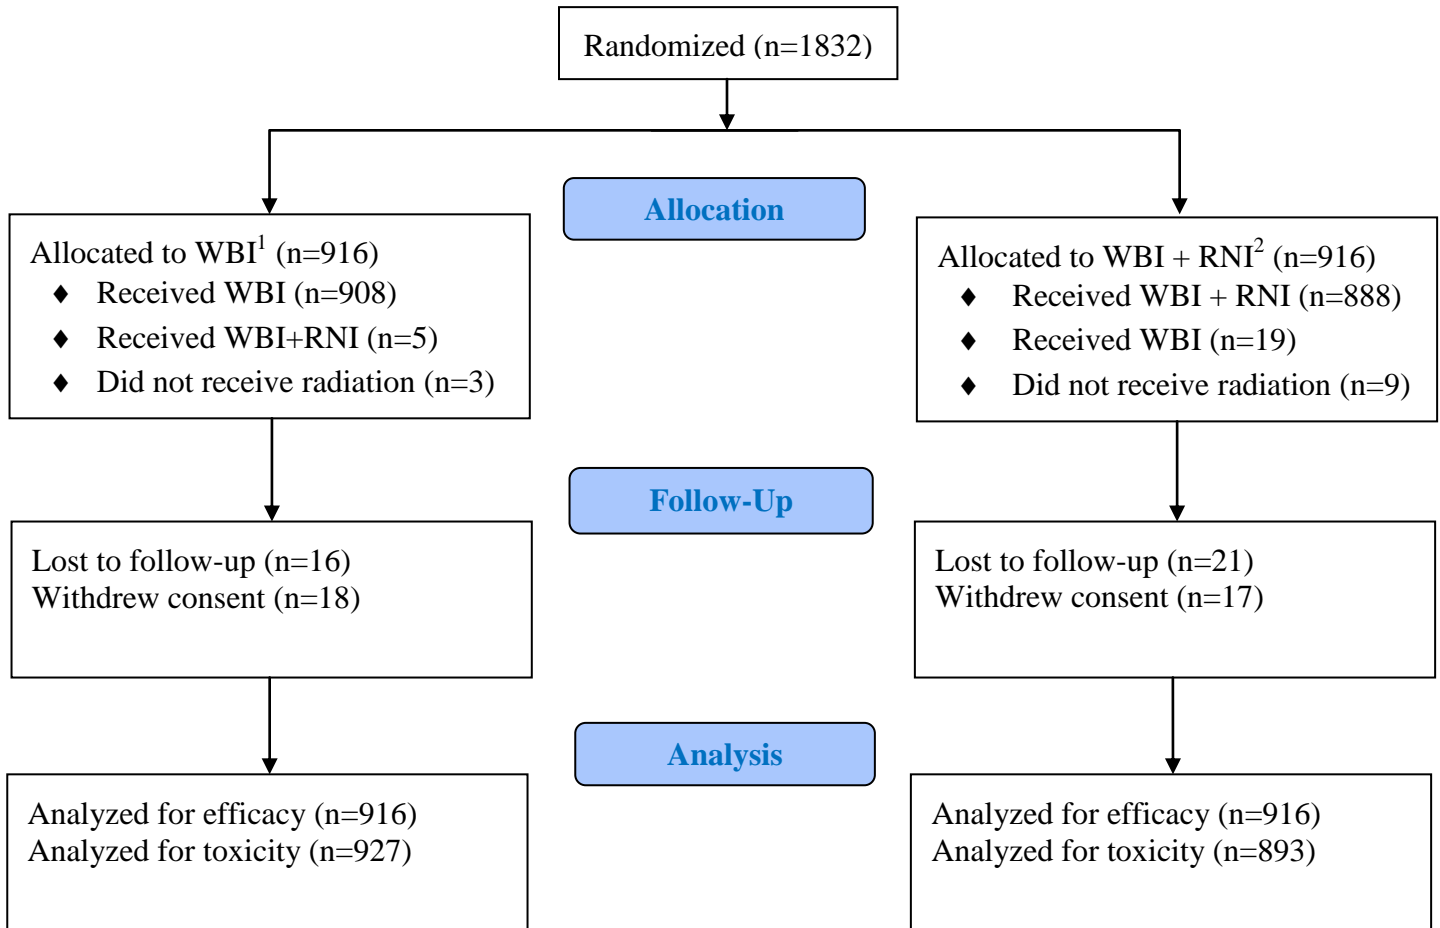 Randomized (n=1832)
Allocation
Allocated to WBI¹ (n=916)
♦ Received WBI (n=908)
♦ Received WBI+RNI (n=5)
♦ Did not receive radiation (n=3)
Allocated to WBI + RNI² (n=916)
♦ Received WBI + RNI (n=888)
♦ Received WBI (n=19)
♦ Did not receive radiation (n=9)
Follow-Up
Lost to follow-up (n=16)
Withdrew consent (n=18)
Lost to follow-up (n=21)
Withdrew consent (n=17)
Analysis
Analyzed for efficacy (n=916)
Analyzed for toxicity (n=927)
Analyzed for efficacy (n=916)
Analyzed for toxicity (n=893)